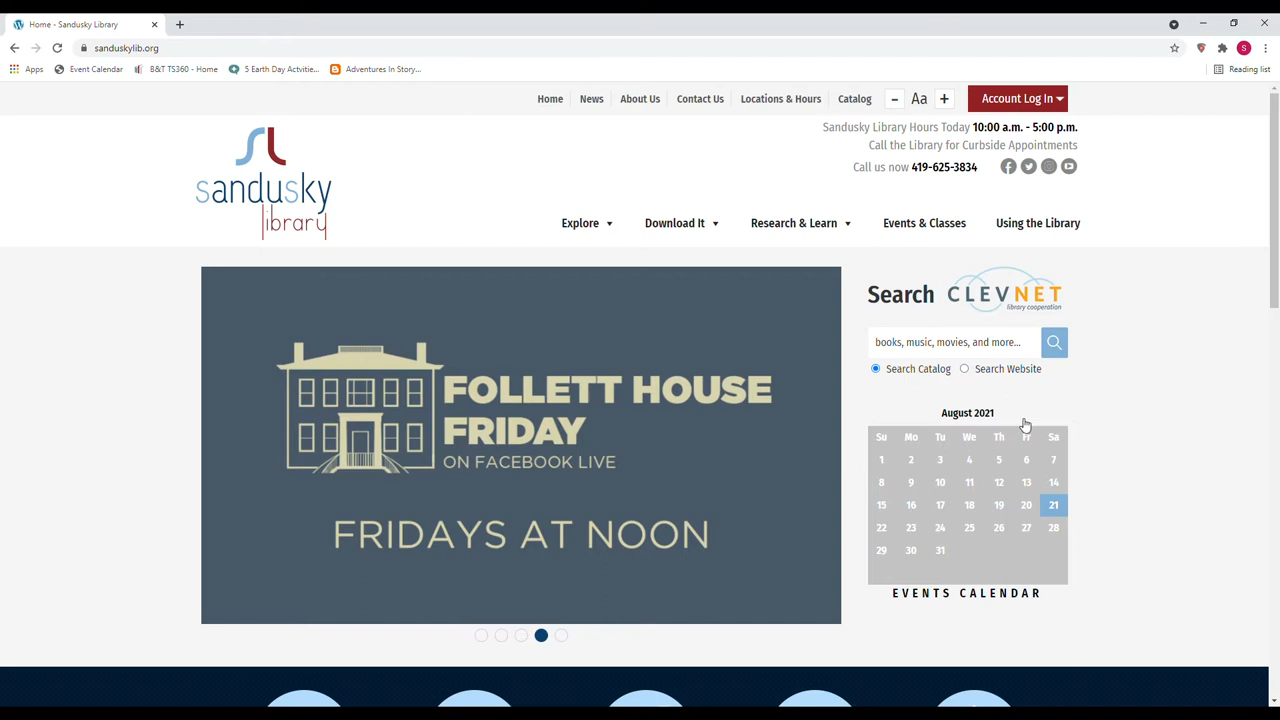 Home - Sandusky Library
sanduskylib.org
Apps Event Calendar B&T TS360 - Home 5 Earth Day Actvitie... Adventures In Story... Reading list
S
Home News About Us Contact Us Locations & Hours Catalog - Aa + Account Log In
Sandusky Library Hours Today 10:00 a.m. - 5:00 p.m.
Call the Library for Curbside Appointments
Call us now 419-625-3834
sl
sandusky
library
Explore Download It Research & Learn Events & Classes Using the Library
FOLLETT HOUSE
FRIDAY
ON FACEBOOK LIVE
FRIDAYS AT NOON
Search CLEVNET
library cooperation
books, music, movies, and more...
Search Catalog Search Website
August 2021
Su Mo Tu We Th Fr Sa
1 2 3 4 5 6 7
8 9 10 11 12 13 14
15 16 17 18 19 20 21
22 23 24 25 26 27 28
29 30 31
EVENTS CALENDAR